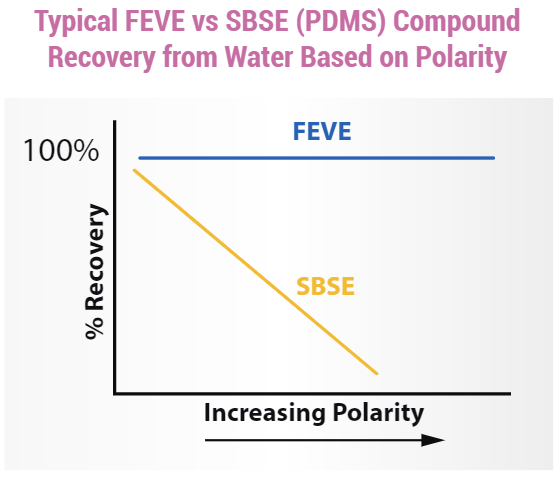 Typical FEVE vs SBSE (PDMS) Compound
Recovery from Water Based on Polarity
FEVE
100%
% Recovery
SBSE
Increasing Polarity